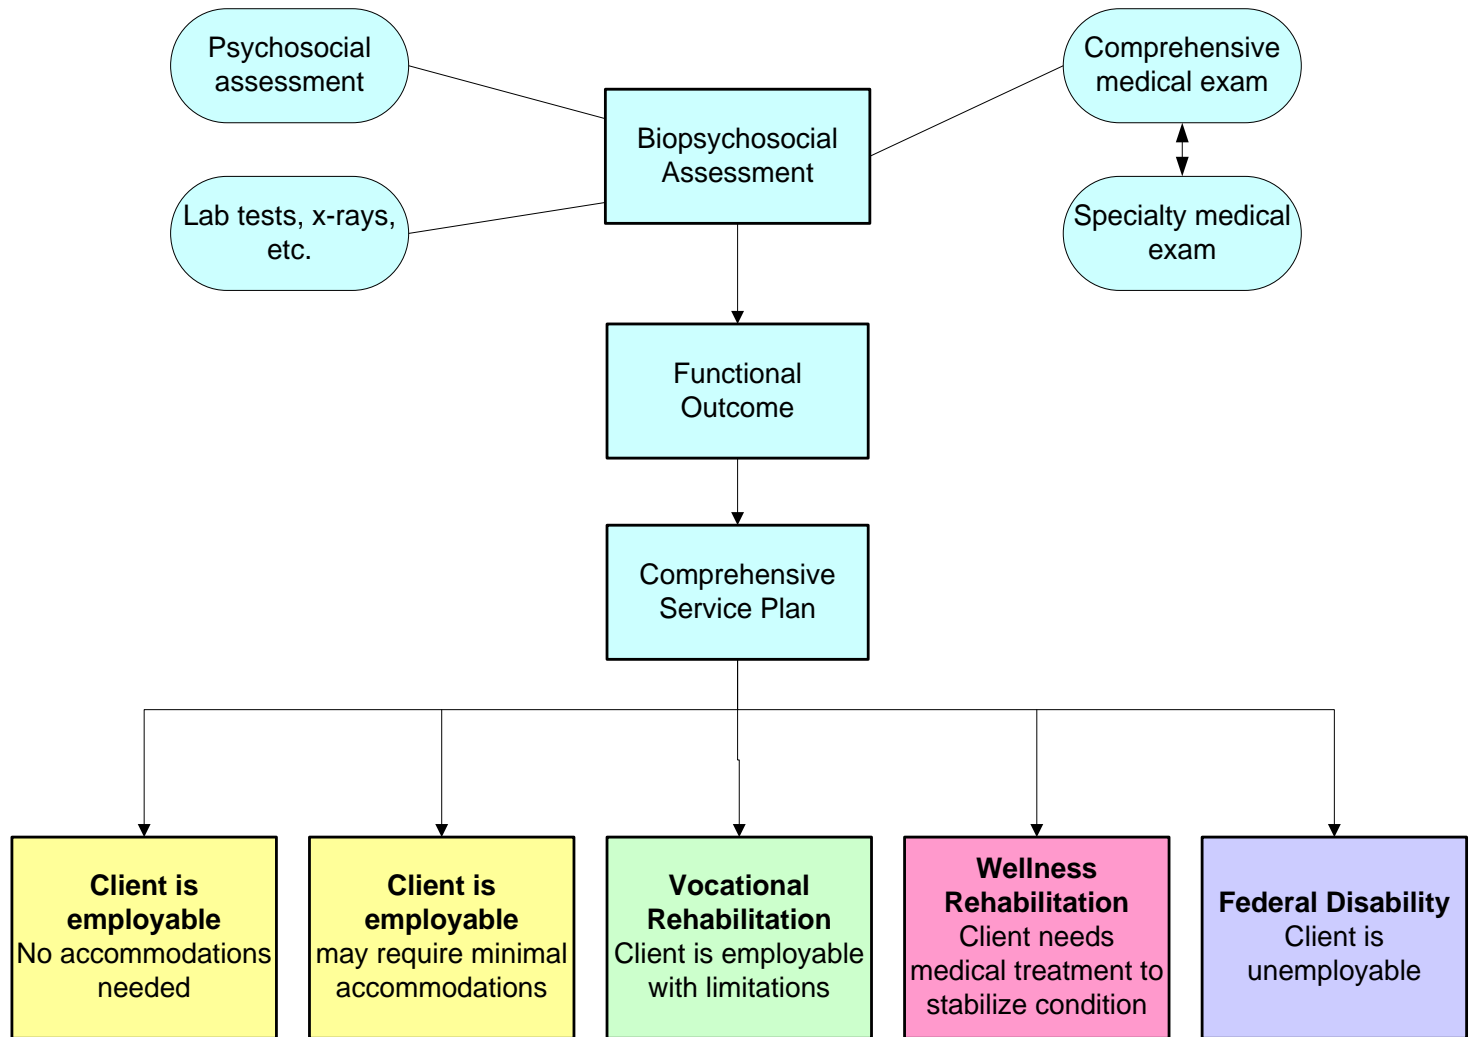 Psychosocial
assessment
Comprehensive
medical exam
Biopsychosocial
Assessment
Lab tests, x-rays,
etc.
Specialty medical
exam
Functional
Outcome
Comprehensive
Service Plan
Client is
employable
No accommodations
needed
Client is
employable
may require minimal
accommodations
Vocational
Rehabilitation
Client is employable
with limitations
Wellness
Rehabilitation
Client needs
medical treatment to
stabilize condition
Federal Disability
Client is
unemployable